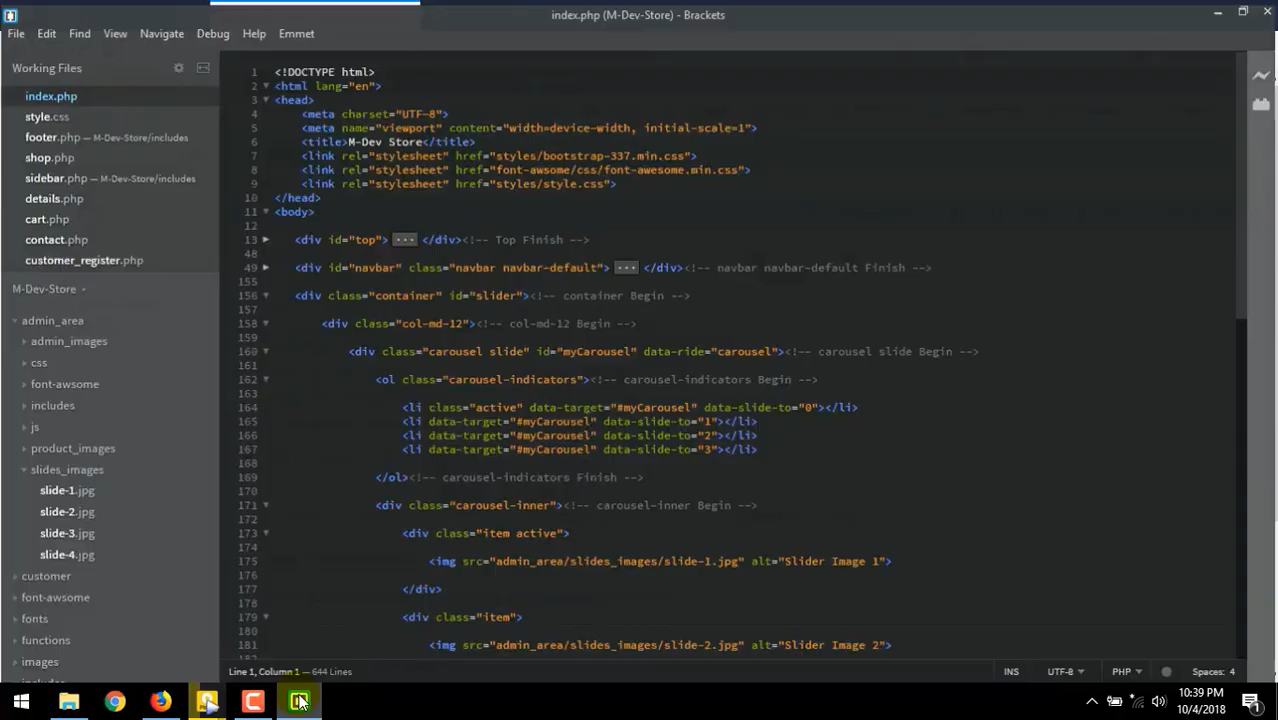 index.php (M-Dev-Store) - Brackets
File Edit Find View Navigate Debug Help Emmet
Working Files
index.php
style.css
footer.php — M-Dev-Store/includes
shop.php
sidebar.php — M-Dev-Store/includes
details.php
cart.php
contact.php
customer_register.php
M-Dev-Store
admin_area
admin_images
css
font-awsome
includes
js
product_images
slides_images
slide-1.jpg
slide-2.jpg
slide-3.jpg
slide-4.jpg
customer
font-awsome
fonts
functions
images
1 <!DOCTYPE html>
2 <html lang="en">
3 <head>
4 <meta charset="UTF-8">
5 <meta name="viewport" content="width=device-width, initial-scale=1">
6 <title>M-Dev Store</title>
7 <link rel="stylesheet" href="styles/bootstrap-337.min.css">
8 <link rel="stylesheet" href="font-awsome/css/font-awesome.min.css">
9 <link rel="stylesheet" href="styles/style.css">
10 </head>
11 <body>
12
13 <div id="top"> ... </div><!-- Top Finish -->
48
49 <div id="navbar" class="navbar navbar-default"> ... </div><!-- navbar navbar-default Finish -->
155
156 <div class="container" id="slider"><!-- container Begin -->
157
158 <div class="col-md-12"><!-- col-md-12 Begin -->
159
160 <div class="carousel slide" id="myCarousel" data-ride="carousel"><!-- carousel slide Begin -->
161
162 <ol class="carousel-indicators"><!-- carousel-indicators Begin -->
163
164 <li class="active" data-target="#myCarousel" data-slide-to="0"></li>
165 <li data-target="#myCarousel" data-slide-to="1"></li>
166 <li data-target="#myCarousel" data-slide-to="2"></li>
167 <li data-target="#myCarousel" data-slide-to="3"></li>
168
169 </ol><!-- carousel-indicators Finish -->
170
171 <div class="carousel-inner"><!-- carousel-inner Begin -->
172
173 <div class="item active">
174
175 <img src="admin_area/slides_images/slide-1.jpg" alt="Slider Image 1">
176
177 </div>
178
179 <div class="item">
180
181 <img src="admin_area/slides_images/slide-2.jpg" alt="Slider Image 2">
Line 1, Column 1 — 644 Lines
INS UTF-8 PHP Spaces: 4
10:39 PM
10/4/2018
1